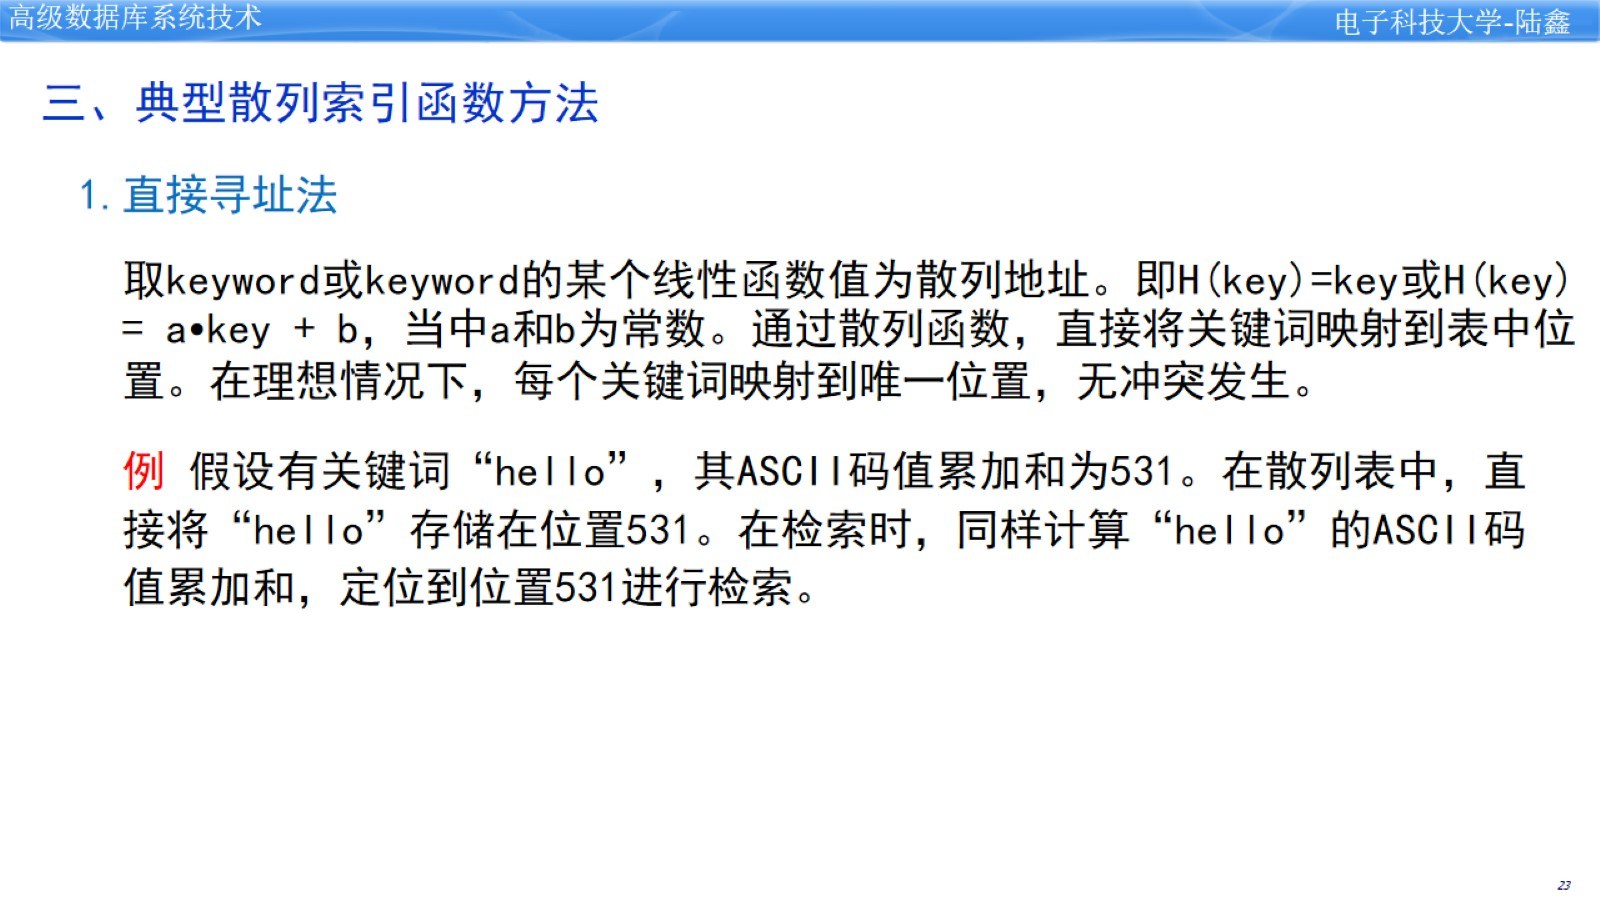 高级数据库系统技术
电子科技大学-陆鑫
三、典型散列索引函数方法
1. 直接寻址法
取keyword或keyword的某个线性函数值为散列地址。即H(key)=key或H(key)
= a•key + b，当中a和b为常数。通过散列函数，直接将关键词映射到表中位
置。在理想情况下，每个关键词映射到唯一位置，无冲突发生。
例 假设有关键词“hello”，其ASCII码值累加和为531。在散列表中，直
接将“hello”存储在位置531。在检索时，同样计算“hello”的ASCII码
值累加和，定位到位置531进行检索。
23